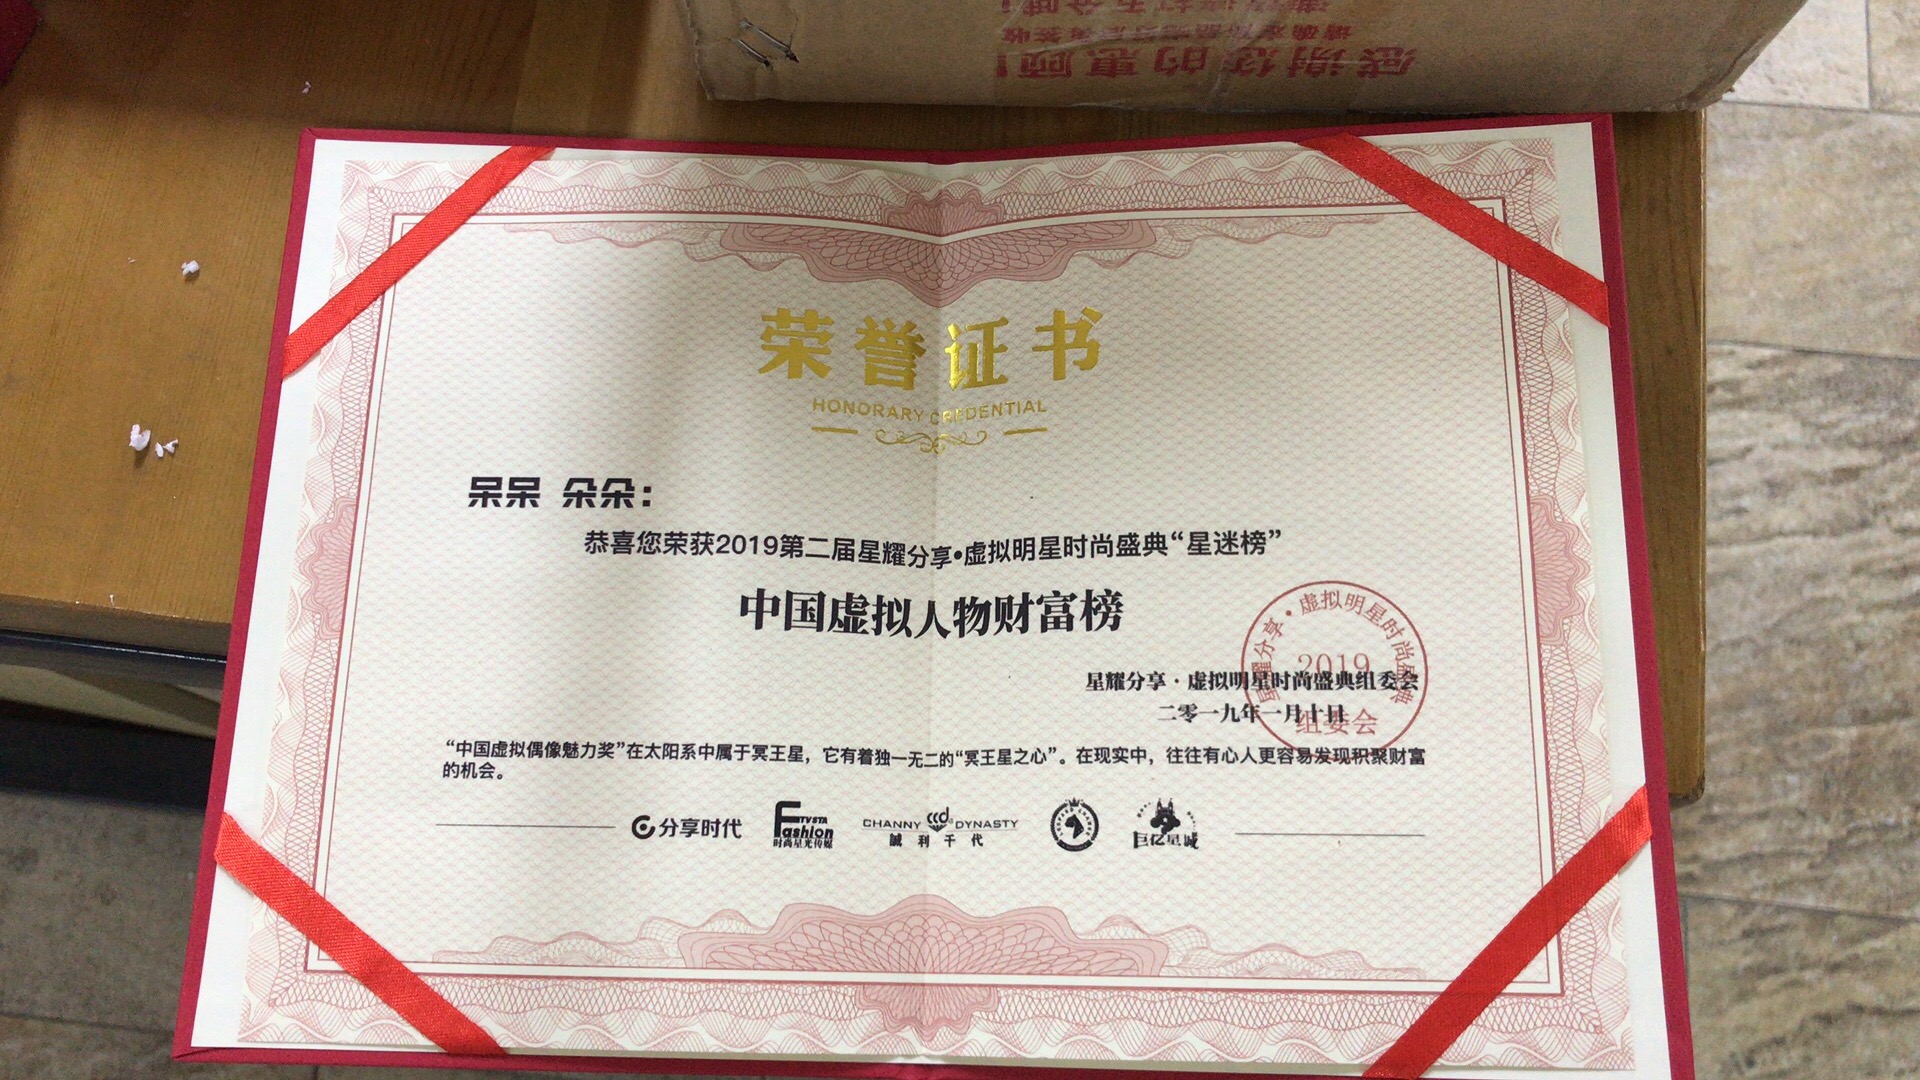 感谢您的惠顾!
荣誉证书
HONORARY CREDENTIAL
呆呆 朵朵：
恭喜您荣获2019第二届星耀分享•虚拟明星时尚盛典“星迷榜”
中国虚拟人物财富榜
星耀分享·虚拟明星时尚盛典
2019
组委会
星耀分享·虚拟明星时尚盛典组委会
二零一九年一月十日
“中国虚拟偶像魅力奖”在太阳系中属于冥王星，它有着独一无二的“冥王星之心”。在现实中，往往有心人更容易发现积聚财富
的机会。
分享时代
FTVSTA
Fashion
时尚星光传媒
CHANNY ccd DYNASTY
誠利千代
巨亿星城